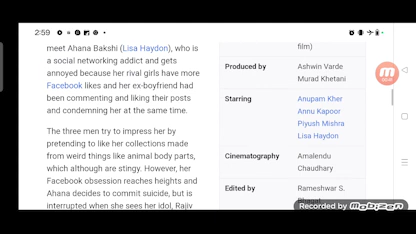 2:59
meet Ahana Bakshi (Lisa Haydon), who is
a social networking addict and gets
annoyed because her rival girls have more
Facebook likes and her ex-boyfriend had
been commenting and liking their posts
and condemning her at the same time.
The three men try to impress her by
pretending to like her collections made
from weird things like animal body parts,
which although are stingy. However, her
Facebook obsession reaches heights and
Ahana decides to commit suicide, but is
interrupted when she sees her idol, Rajiv
film)
Produced by
Ashwin Varde
Murad Khetani
Starring
Anupam Kher
Annu Kapoor
Piyush Mishra
Lisa Haydon
Cinematography
Amalendu
Chaudhary
Edited by
Rameshwar S.
Recorded by Mobizen